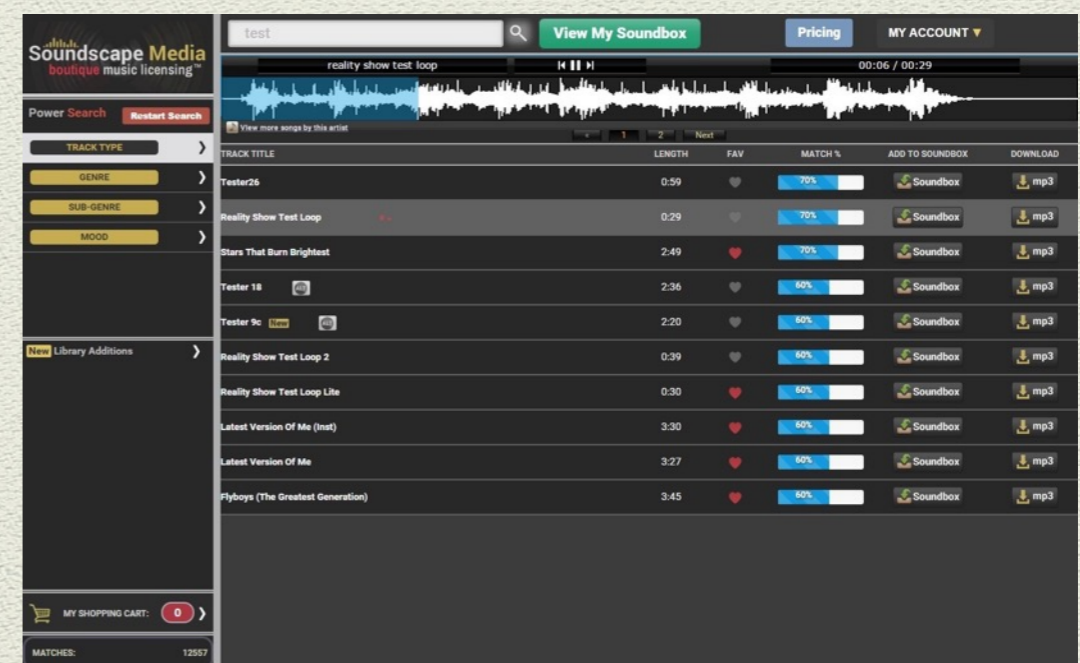 Soundscape Media
boutique music licensing™
test
View My Soundbox
Pricing
MY ACCOUNT ▼
reality show test loop
00:06 / 00:29
View more songs by this artist
1 2 Next
Power Search Restart Search
TRACK TYPE
GENRE
SUB-GENRE
MOOD
New Library Additions
MY SHOPPING CART: 0
MATCHES: 12557
TRACK TITLE LENGTH FAV MATCH % ADD TO SOUNDBOX DOWNLOAD
Tester26 0:59 70% Soundbox mp3
Reality Show Test Loop 0:29 70% Soundbox mp3
Stars That Burn Brightest 2:49 70% Soundbox mp3
Tester 18 2:36 60% Soundbox mp3
Tester 9c New 2:20 60% Soundbox mp3
Reality Show Test Loop 2 0:39 60% Soundbox mp3
Reality Show Test Loop Lite 0:30 60% Soundbox mp3
Latest Version Of Me (Inst) 3:30 60% Soundbox mp3
Latest Version Of Me 3:27 60% Soundbox mp3
Flyboys (The Greatest Generation) 3:45 60% Soundbox mp3